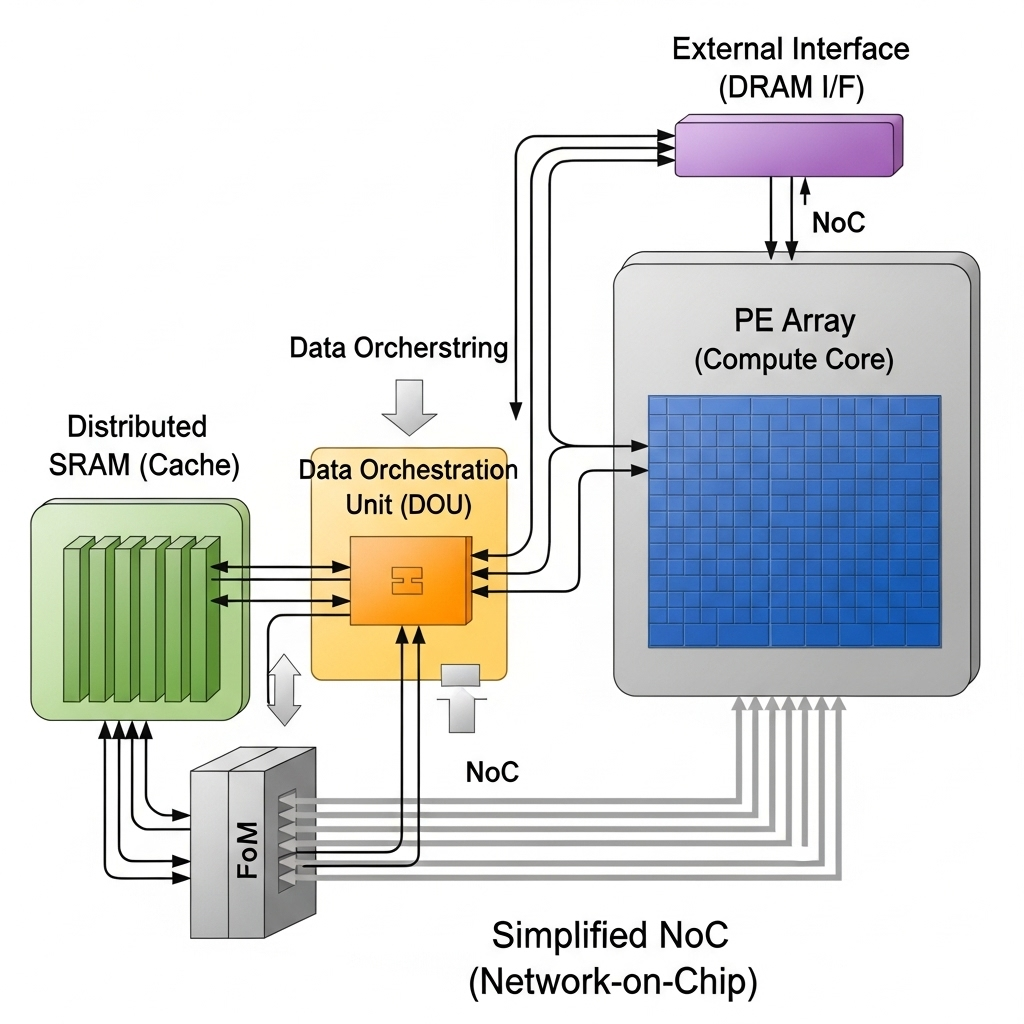 External Interface
(DRAM I/F)
NoC
PE Array
(Compute Core)
Data Orcherstring
Distributed
SRAM (Cache)
Data Orchestration
Unit (DOU)
NoC
FoM
Simplified NoC
(Network-on-Chip)